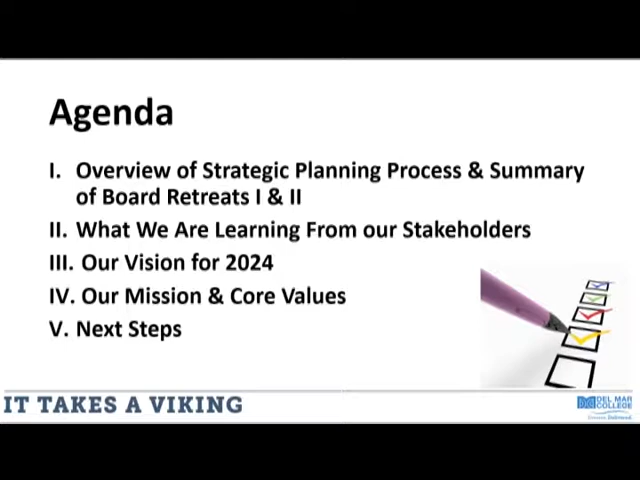 Agenda
I. Overview of Strategic Planning Process & Summary
of Board Retreats I & II
II. What We Are Learning From our Stakeholders
III. Our Vision for 2024
IV. Our Mission & Core Values
V. Next Steps
IT TAKES A VIKING
DEL MAR
COLLEGE